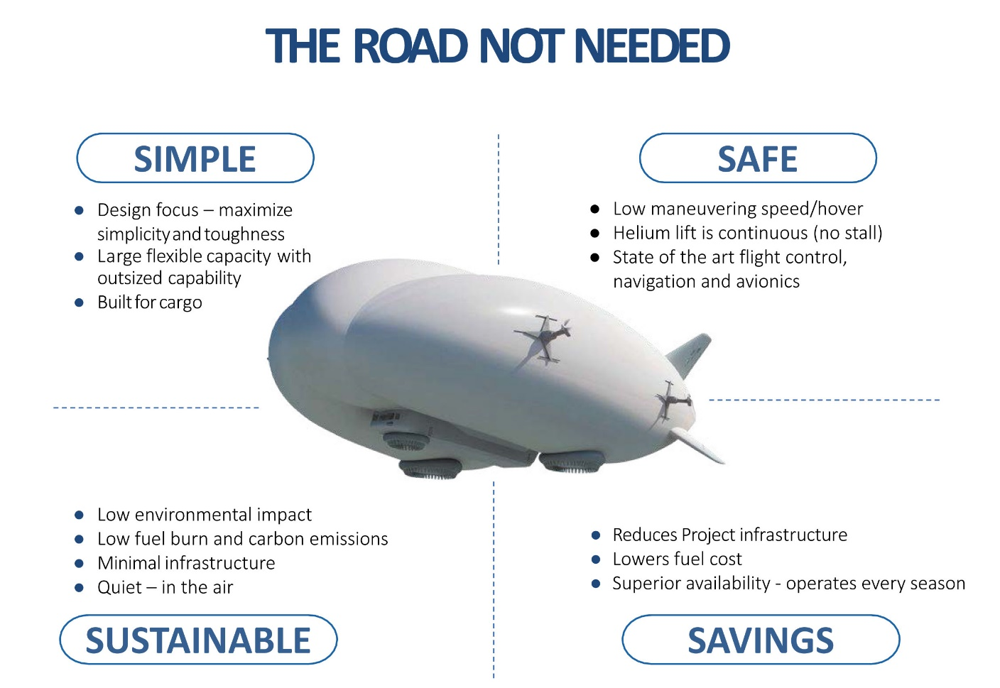 THE ROAD NOT NEEDED
SIMPLE
● Design focus – maximize
simplicity and toughness
● Large flexible capacity with
outsized capability
● Built for cargo
SAFE
● Low maneuvering speed/hover
● Helium lift is continuous (no stall)
● State of the art flight control,
navigation and avionics
● Low environmental impact
● Low fuel burn and carbon emissions
● Minimal infrastructure
● Quiet – in the air
SUSTAINABLE
● Reduces Project infrastructure
● Lowers fuel cost
● Superior availability - operates every season
SAVINGS